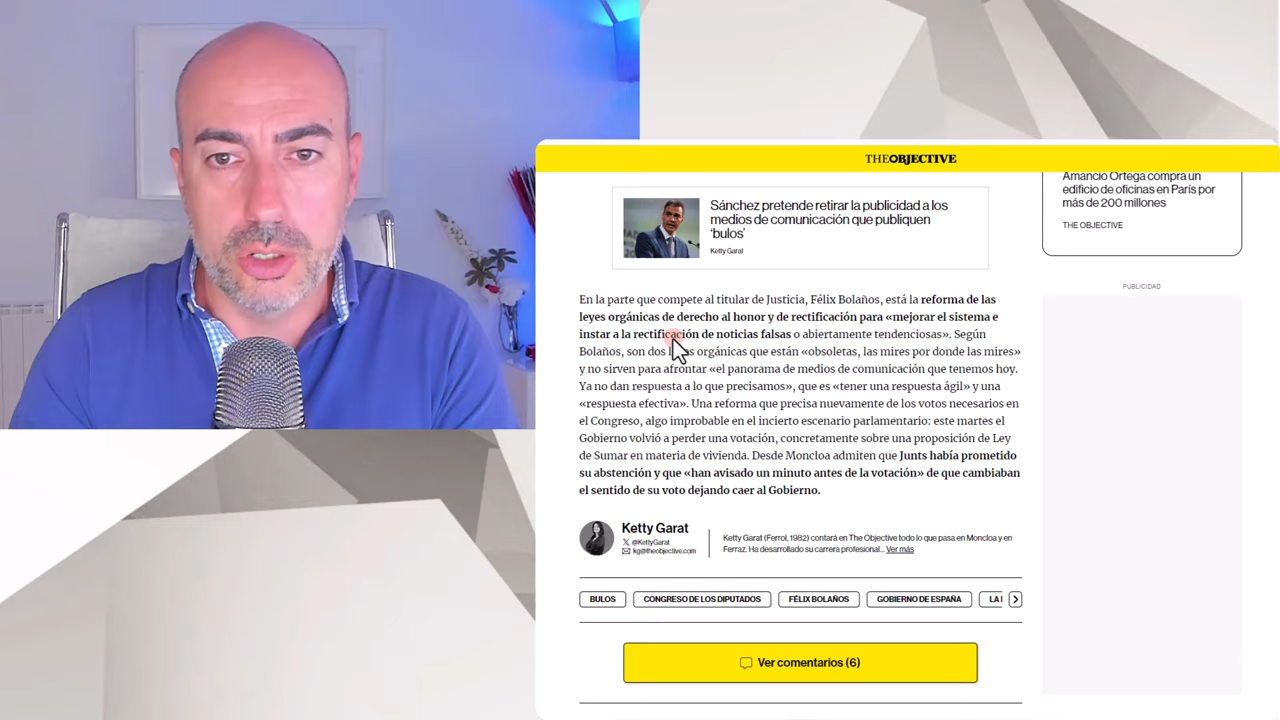 THEOBJECTIVE
Sánchez pretende retirar la publicidad a los
medios de comunicación que publiquen
'bulos'
Ketty Garat
Amancio Ortega compra un
edificio de oficinas en París por
más de 200 millones
THE OBJECTIVE
PUBLICIDAD
En la parte que compete al titular de Justicia, Félix Bolaños, está la reforma de las
leyes orgánicas de derecho al honor y de rectificación para «mejorar el sistema e
instar a la rectificación de noticias falsas o abiertamente tendenciosas». Según
Bolaños, son dos orgánicas que están «obsoletas, las mires por donde las mires»
y no sirven para afrontar «el panorama de medios de comunicación que tenemos hoy.
Ya no dan respuesta a lo que precisamos», que es «tener una respuesta ágil» y una
«respuesta efectiva». Una reforma que precisa nuevamente de los votos necesarios en
el Congreso, algo improbable en el incierto escenario parlamentario: este martes el
Gobierno volvió a perder una votación, concretamente sobre una proposición de Ley
de Sumar en materia de vivienda. Desde Moncloa admiten que Junts había prometido
su abstención y que «han avisado un minuto antes de la votación» de que cambiaban
el sentido de su voto dejando caer al Gobierno.
Ketty Garat
@KettyGarat
kg@theobjective.com
Ketty Garat (Ferrol, 1982) contará en The Objective todo lo que pasa en Moncloa y en
Ferraz. Ha desarrollado su carrera profesional... Ver más
BULOS
CONGRESO DE LOS DIPUTADOS
FÉLIX BOLAÑOS
GOBIERNO DE ESPAÑA
Ver comentarios (6)